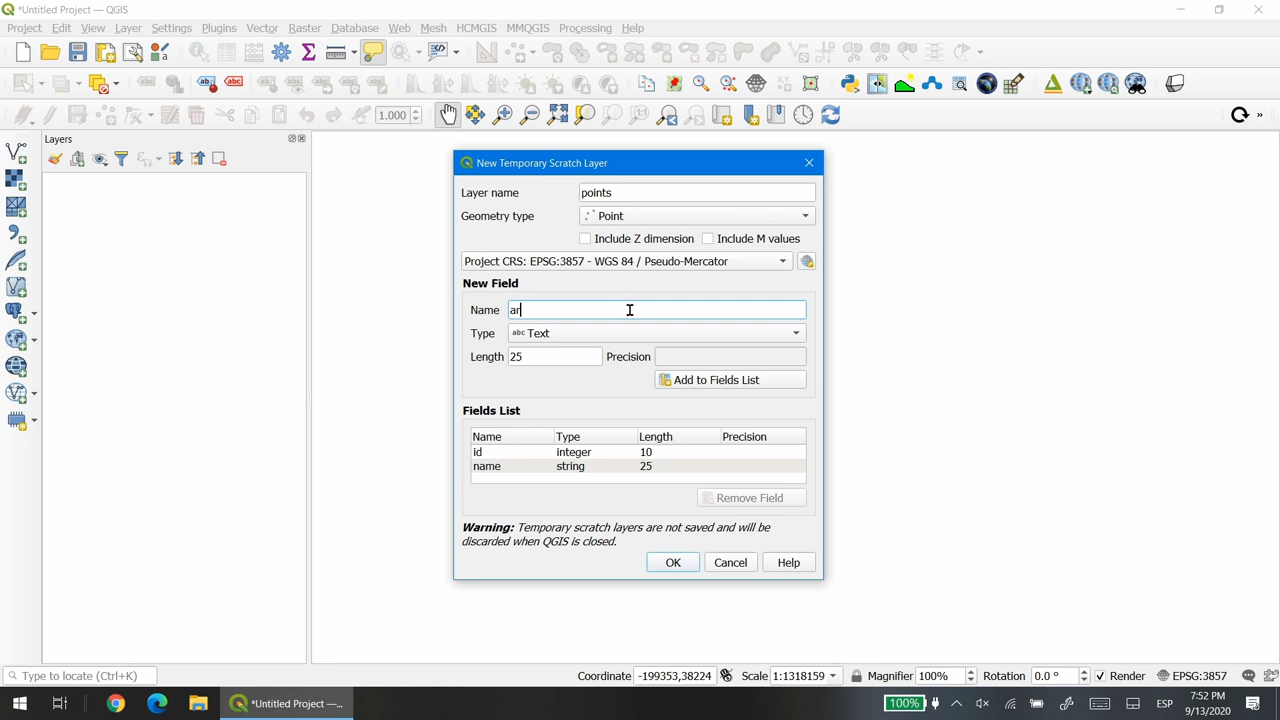 *Untitled Project — QGIS
Project Edit View Layer Settings Plugins Vector Raster Database Web Mesh HCMGIS MMQGIS Processing Help
1.000
»
Layers
New Temporary Scratch Layer
Layer name points
Geometry type Point
Include Z dimension Include M values
Project CRS: EPSG:3857 - WGS 84 / Pseudo-Mercator
New Field
Name ar
Type abc Text
Length 25 Precision
Add to Fields List
Fields List
Name Type Length Precision
id integer 10
name string 25
Remove Field
Warning: Temporary scratch layers are not saved and will be
discarded when QGIS is closed.
OK Cancel Help
Type to locate (Ctrl+K) Coordinate -199353,38224 Scale 1:1318159 Magnifier 100% Rotation 0.0 ° Render EPSG:3857
*Untitled Project —... 100% ESP 7:52 PM
9/13/2020